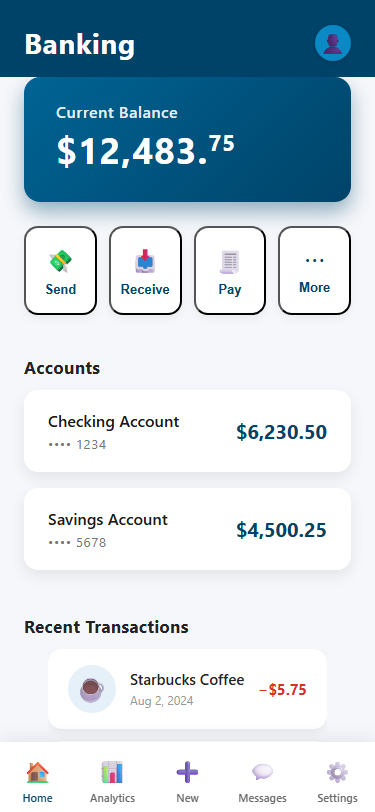 Banking
Current Balance
$12,483.75
Send
Receive
Pay
More
Accounts
Checking Account
•••• 1234
$6,230.50
Savings Account
•••• 5678
$4,500.25
Recent Transactions
Starbucks Coffee
Aug 2, 2024
−$5.75
Home
Analytics
New
Messages
Settings